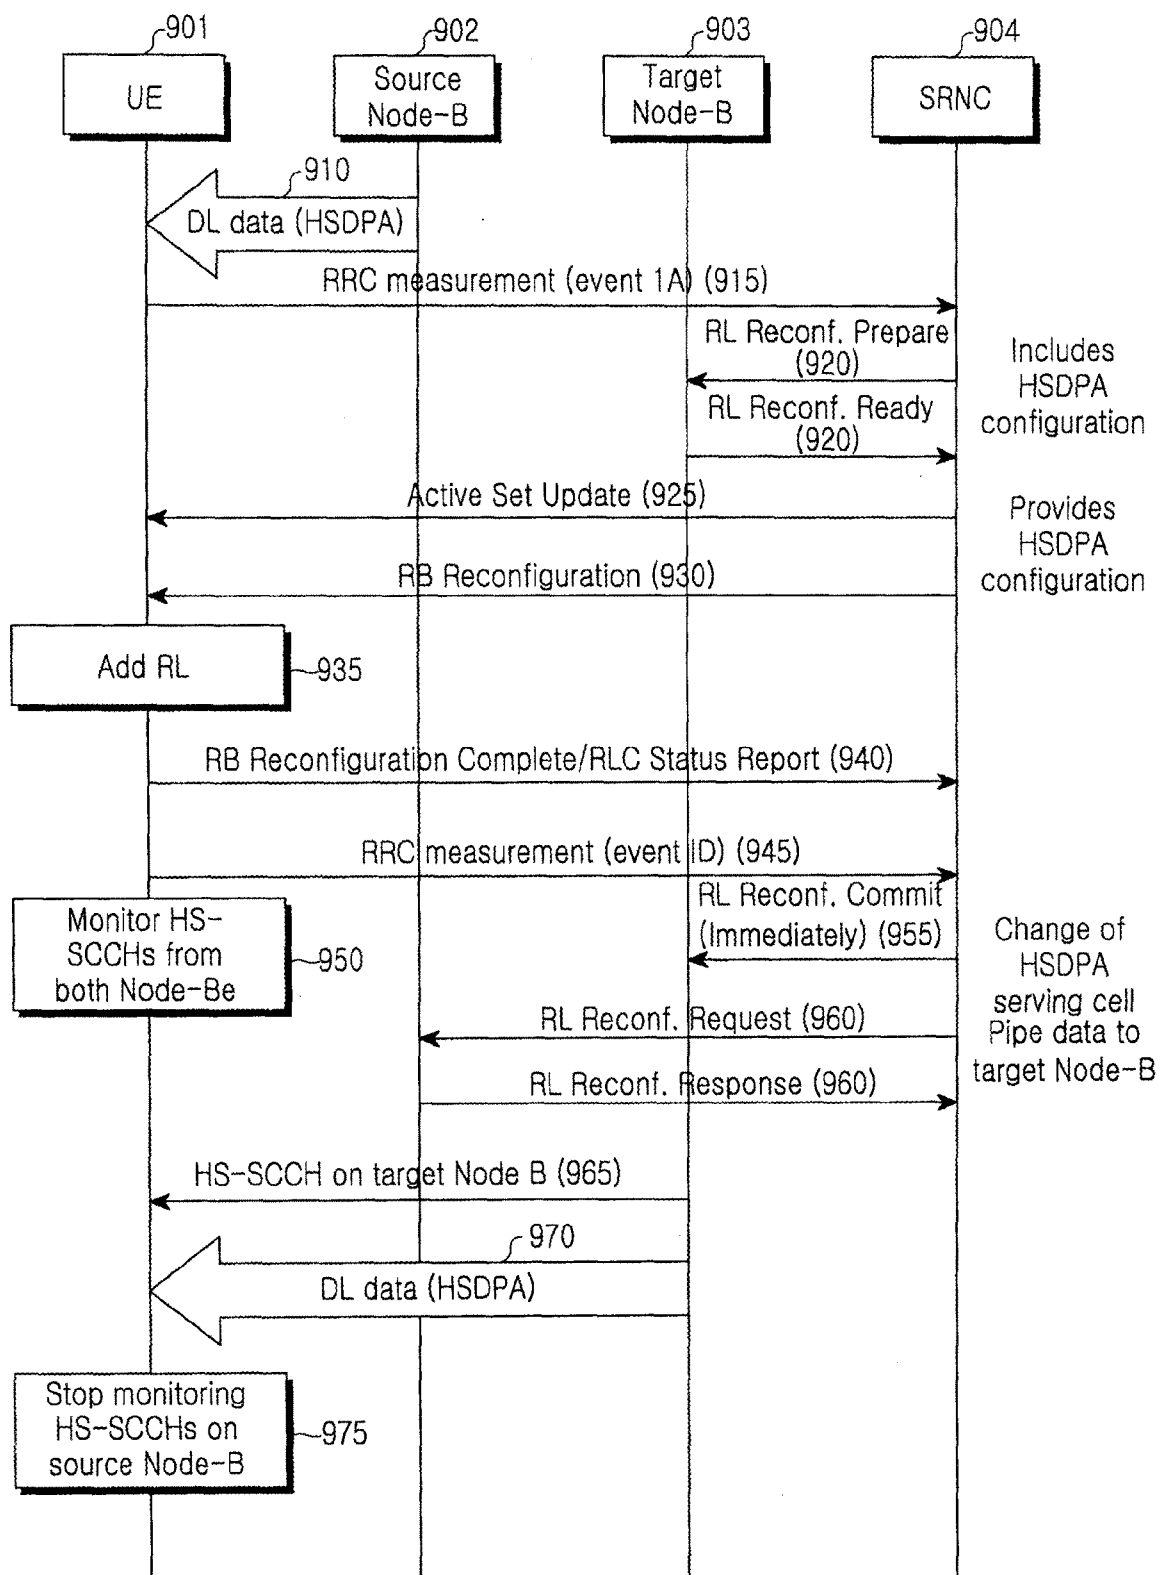 901
902
903
904
UE
Source
Node-B
Target
Node-B
SRNC
910
DL data (HSDPA)
RRC measurement (event 1A) (915)
RL Reconf. Prepare
(920)
Includes
HSDPA
configuration
RL Reconf. Ready
(920)
Active Set Update (925)
Provides
HSDPA
configuration
RB Reconfiguration (930)
Add RL
935
RB Reconfiguration Complete/RLC Status Report (940)
RRC measurement (event ID) (945)
RL Reconf. Commit
(Immediately) (955)
Monitor HS-
SCCHs from
both Node-Be
950
Change of
HSDPA
serving cell
Pipe data to
target Node-B
RL Reconf. Request (960)
RL Reconf. Response (960)
HS-SCCH on target Node B (965)
970
DL data (HSDPA)
Stop monitoring
HS-SCCHs on
source Node-B
975